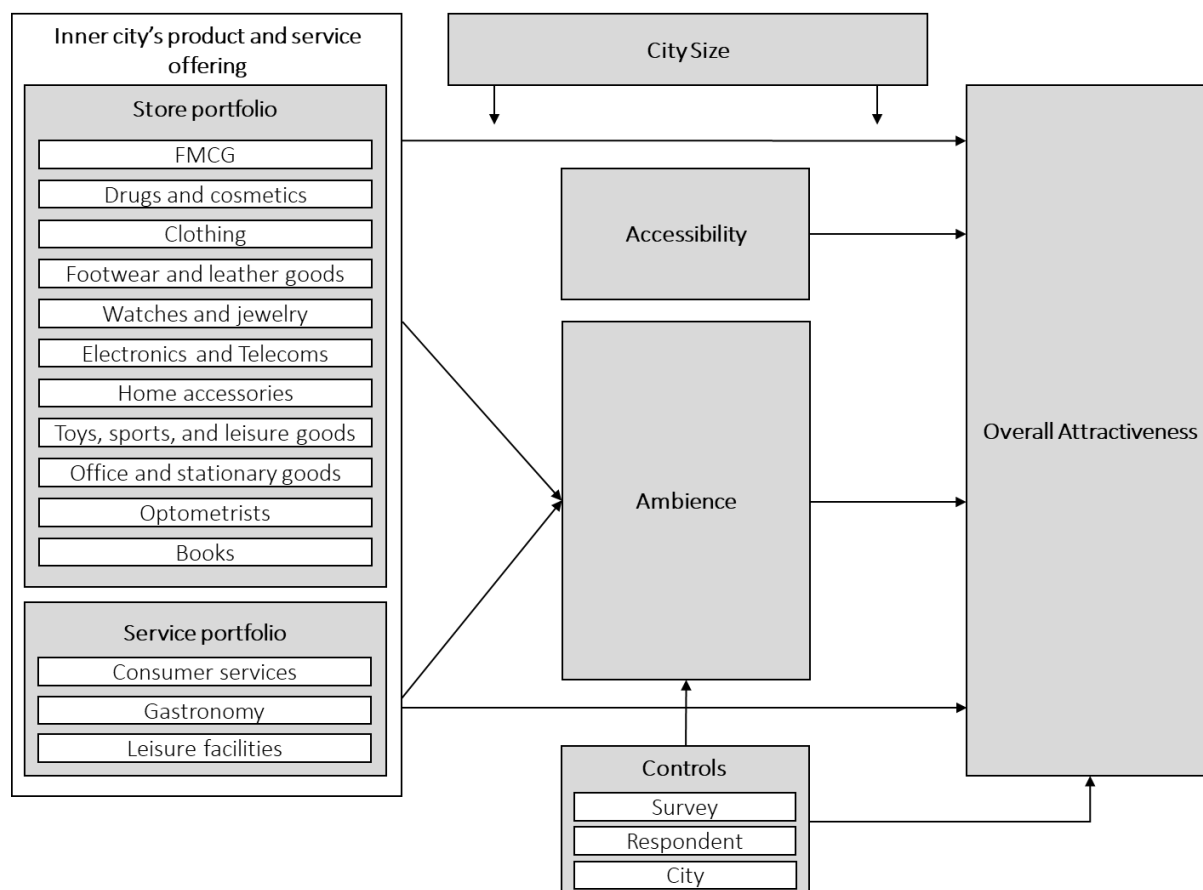 Inner city's product and service
offering
Store portfolio
FMCG
Drugs and cosmetics
Clothing
Footwear and leather goods
Watches and jewelry
Electronics and Telecoms
Home accessories
Toys, sports, and leisure goods
Office and stationary goods
Optometrists
Books
Service portfolio
Consumer services
Gastronomy
Leisure facilities
City Size
Accessibility
Ambience
Controls
Survey
Respondent
City
Overall Attractiveness